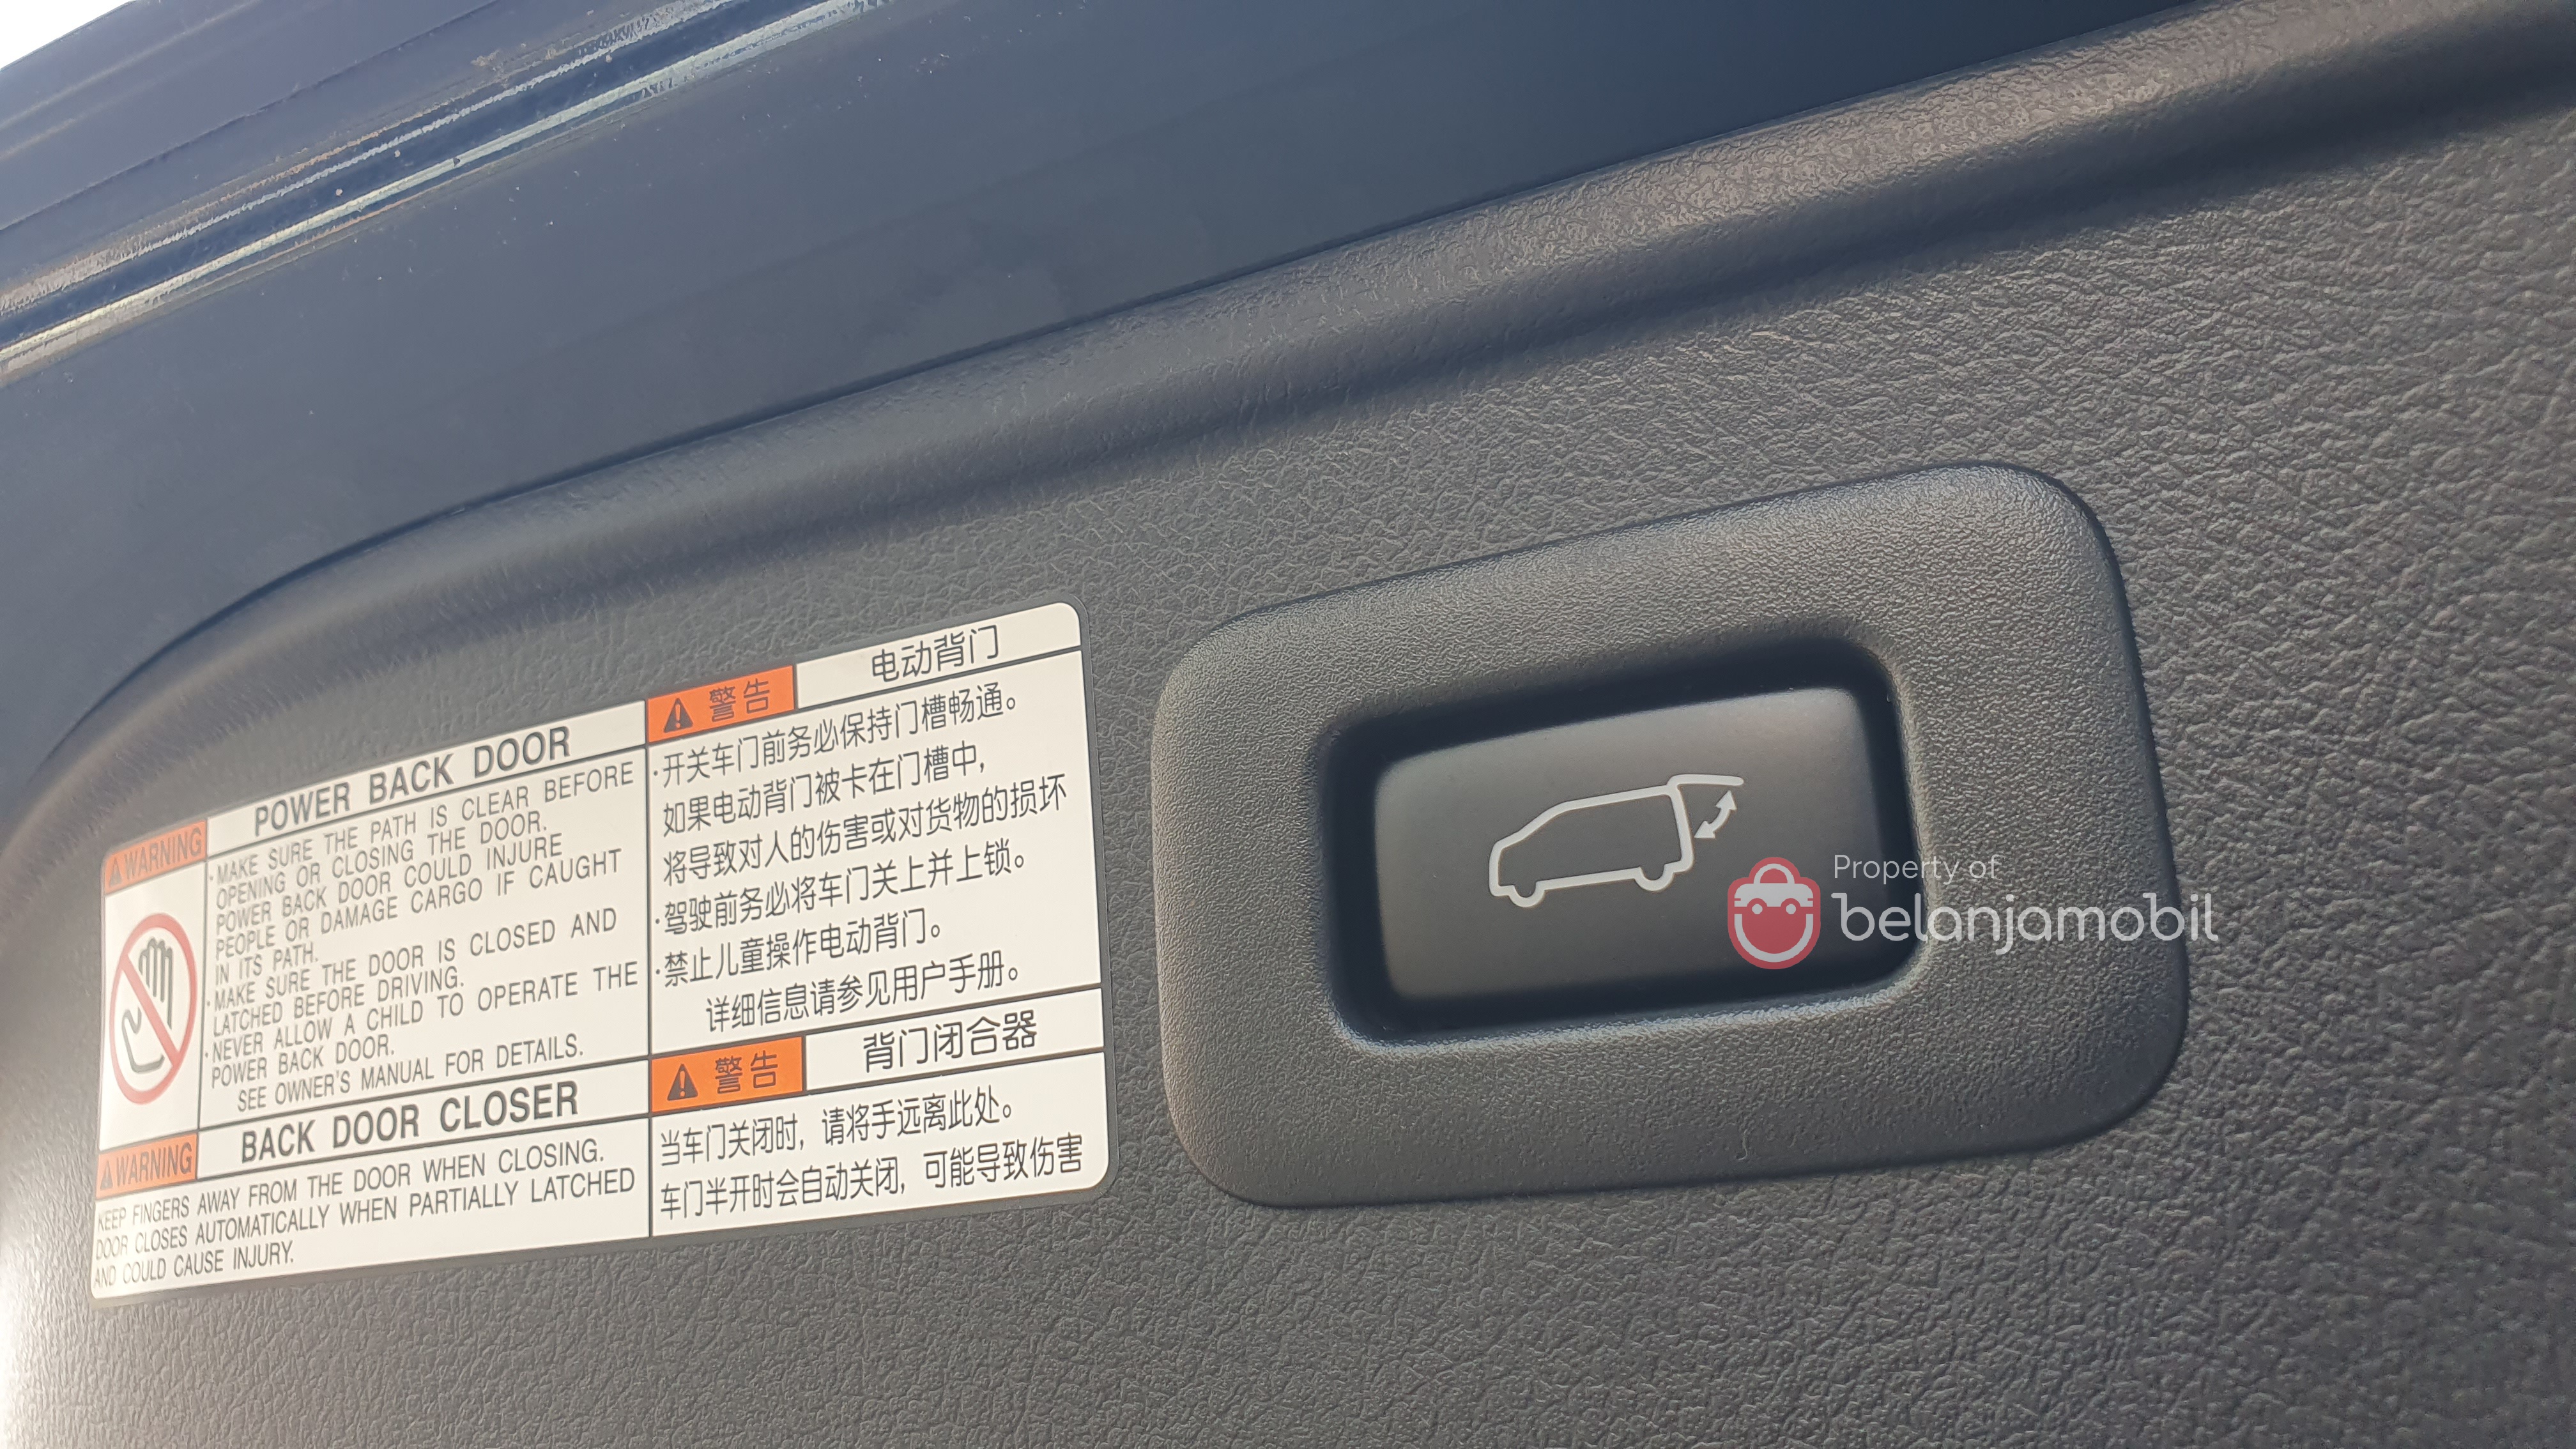 POWER BACK DOOR
WARNING
·MAKE SURE THE PATH IS CLEAR BEFORE
OPENING OR CLOSING THE DOOR.
POWER BACK DOOR COULD INJURE
PEOPLE OR DAMAGE CARGO IF CAUGHT
IN ITS PATH.
·MAKE SURE THE DOOR IS CLOSED AND
LATCHED BEFORE DRIVING.
·NEVER ALLOW A CHILD TO OPERATE THE
POWER BACK DOOR.
SEE OWNER'S MANUAL FOR DETAILS.
BACK DOOR CLOSER
WARNING
KEEP FINGERS AWAY FROM THE DOOR WHEN CLOSING.
DOOR CLOSES AUTOMATICALLY WHEN PARTIALLY LATCHED
AND COULD CAUSE INJURY.
警告 电动背门
·开关车门前务必保持门槽畅通。
如果电动背门被卡在门槽中,
将导致对人的伤害或对货物的损坏
·驾驶前务必将车门关上并上锁。
·禁止儿童操作电动背门。
详细信息请参见用户手册。
警告 背门闭合器
当车门关闭时, 请将手远离此处。
车门半开时会自动关闭, 可能导致伤害
Property of
belanjamobil